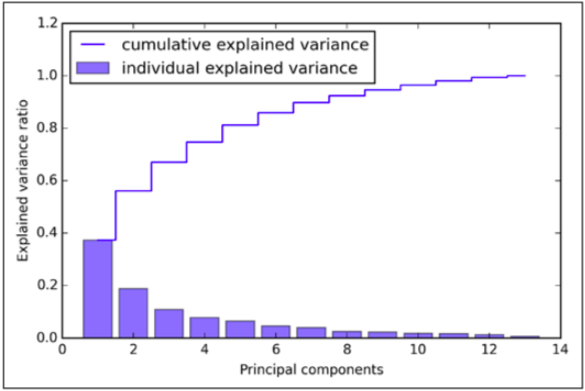 1.2
cumulative explained variance
individual explained variance
1.0
0.8
0.6
0.4
0.2
0.0
Explained variance ratio
0 2 4 6 8 10 12 14
Principal components